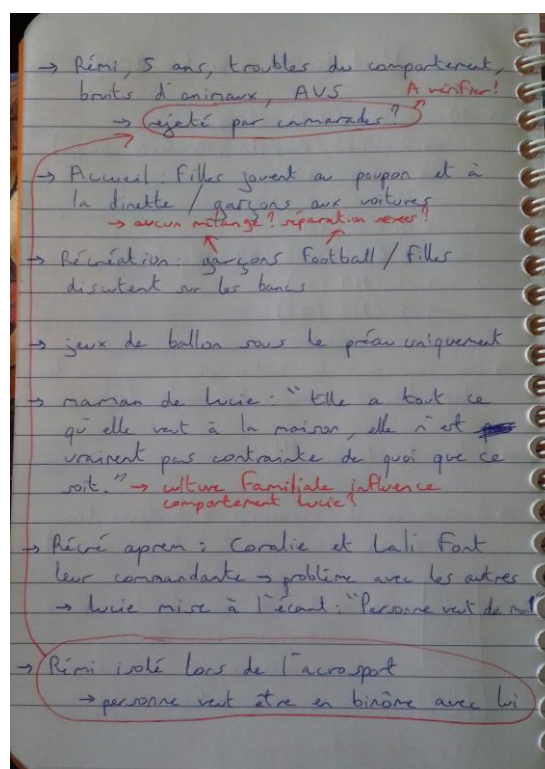 → Rémi, 5 ans, troubles du comportement,
bruits d'animaux, AVS A vérifier!
→ rejeté par camarades ?
→ Accueil : Filles jouent au poupon et à
la dinette / garçons aux voitures
→ aucun mélange ? séparation sexes ?
→ Récréation : garçons Football / Filles
discutent sur les bancs
→ jeux de ballon sous le préau uniquement
→ maman de Lucie : "Elle a tout ce
qu'elle veut à la maison, elle n'est
vraiment pas contrainte de quoi que ce
soit." → culture Familiale influence
comportement Lucie ?
→ Récré aprem : Coralie et Lali Font
leur commandante → problème avec les autres
→ Lucie mise à l'écart : "Personne veut de moi"
→ Rémi isolé lors de l'acrosport
→ personne veut être en binôme avec lui